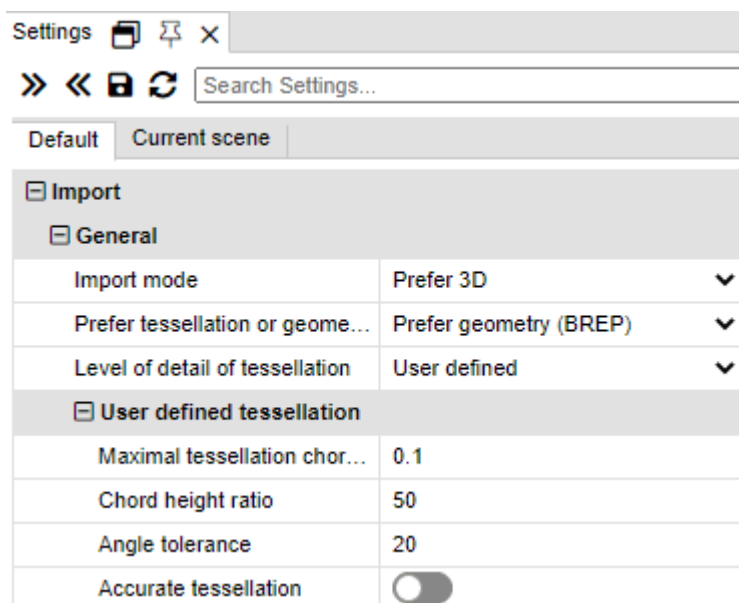 Settings
Search Settings...
Default Current scene
Import
General
Import mode Prefer 3D
Prefer tessellation or geome... Prefer geometry (BREP)
Level of detail of tessellation User defined
User defined tessellation
Maximal tessellation chor... 0.1
Chord height ratio 50
Angle tolerance 20
Accurate tessellation